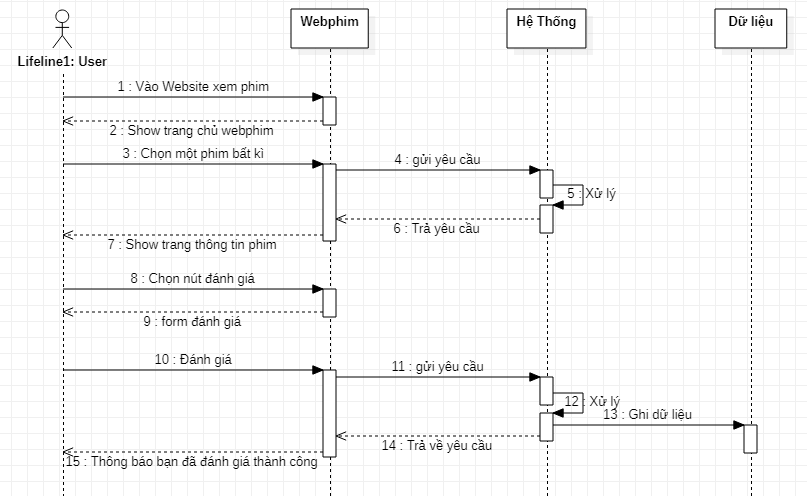 Webphim
Hệ Thống
Dữ liệu
Lifeline1: User
1 : Vào Website xem phim
2 : Show trang chủ webphim
3 : Chọn một phim bất kì
4 : gửi yêu cầu
5 : Xử lý
6 : Trả yêu cầu
7 : Show trang thông tin phim
8 : Chọn nút đánh giá
9 : form đánh giá
10 : Đánh giá
11 : gửi yêu cầu
12 : Xử lý
13 : Ghi dữ liệu
14 : Trả về yêu cầu
15 : Thông báo bạn đã đánh giá thành công